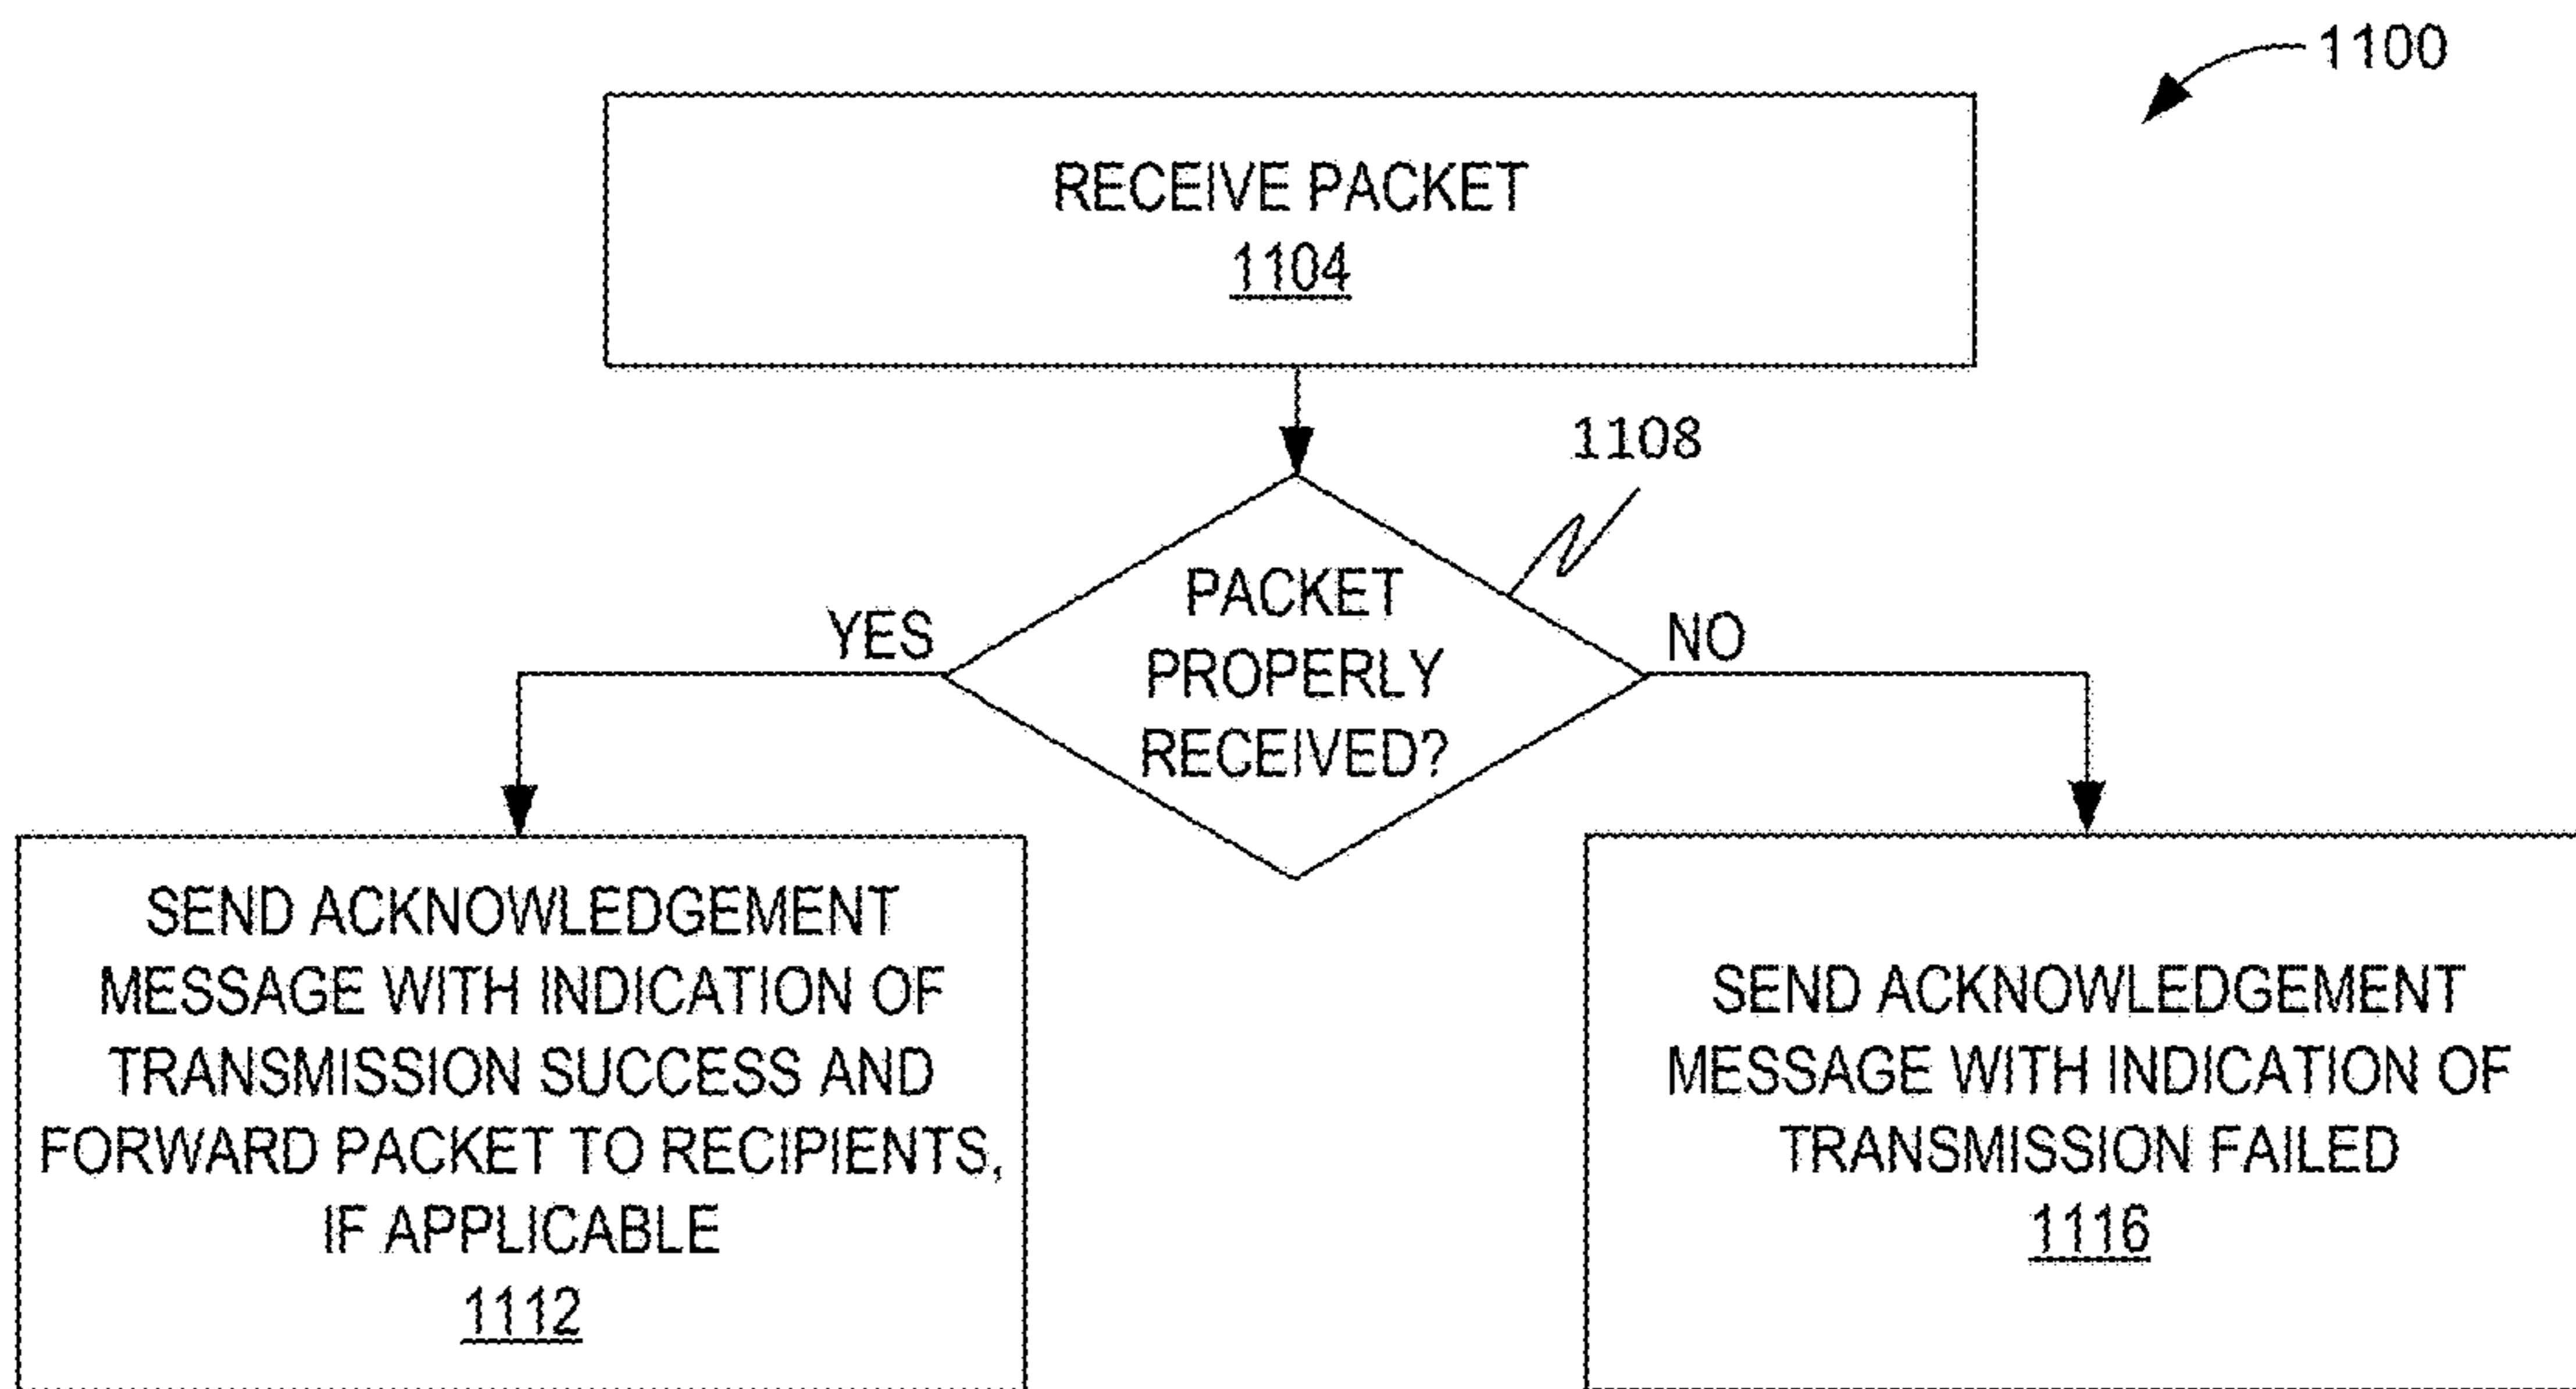 1100
RECEIVE PACKET
1104
1108
PACKET
PROPERLY
RECEIVED?
YES
NO
SEND ACKNOWLEDGEMENT
MESSAGE WITH INDICATION OF
TRANSMISSION SUCCESS AND
FORWARD PACKET TO RECIPIENTS,
IF APPLICABLE
1112
SEND ACKNOWLEDGEMENT
MESSAGE WITH INDICATION OF
TRANSMISSION FAILED
1116